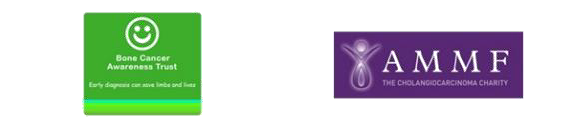 Bone Cancer
Awareness Trust
Early diagnosis can save limbs and lives
AMMF
THE CHOLANGIOCARCINOMA CHARITY